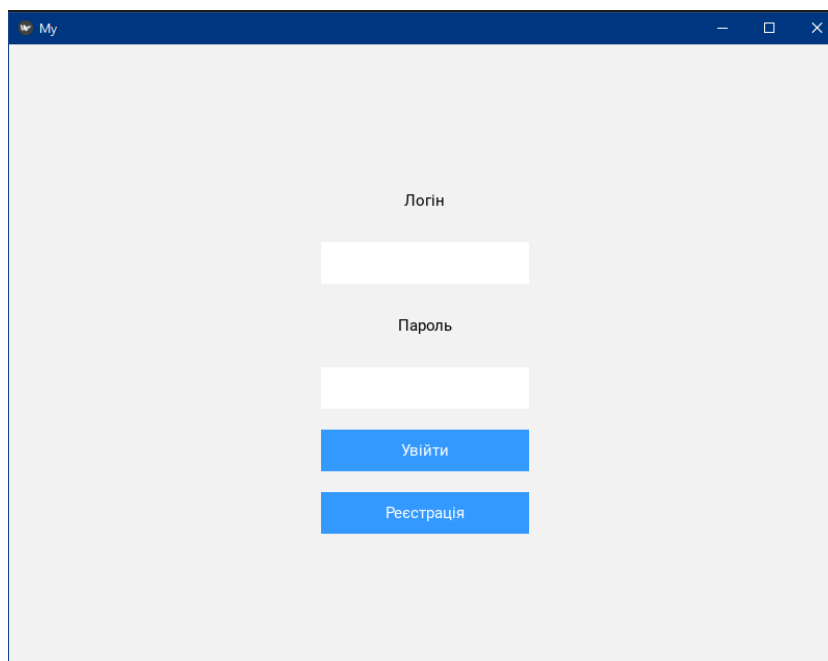 My
Логін
Пароль
Увійти
Реєстрація